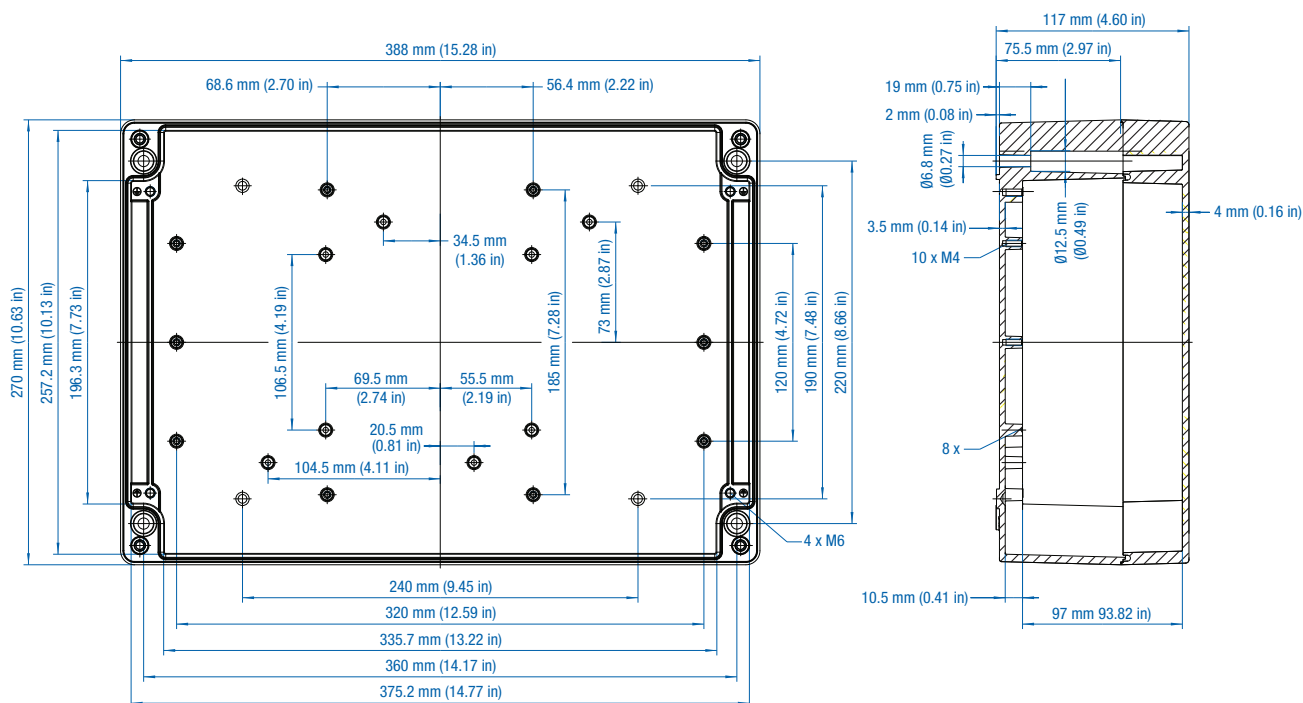 388 mm (15.28 in)
68.6 mm (2.70 in)
56.4 mm (2.22 in)
270 mm (10.63 in)
257.2 mm (10.13 in)
196.3 mm (7.73 in)
34.5 mm
(1.36 in)
106.5 mm (4.19 in)
185 mm (7.28 in)
73 mm (2.87 in)
120 mm (4.72 in)
190 mm (7.48 in)
220 mm (8.66 in)
69.5 mm
(2.74 in)
55.5 mm
(2.19 in)
20.5 mm
(0.81 in)
104.5 mm (4.11 in)
4 x M6
240 mm (9.45 in)
320 mm (12.59 in)
335.7 mm (13.22 in)
360 mm (14.17 in)
375.2 mm (14.77 in)
117 mm (4.60 in)
75.5 mm (2.97 in)
19 mm (0.75 in)
2 mm (0.08 in)
Ø6.8 mm
(Ø0.27 in)
3.5 mm (0.14 in)
10 x M4
Ø12.5 mm
(Ø0.49 in)
4 mm (0.16 in)
8 x
10.5 mm (0.41 in)
97 mm 93.82 in)